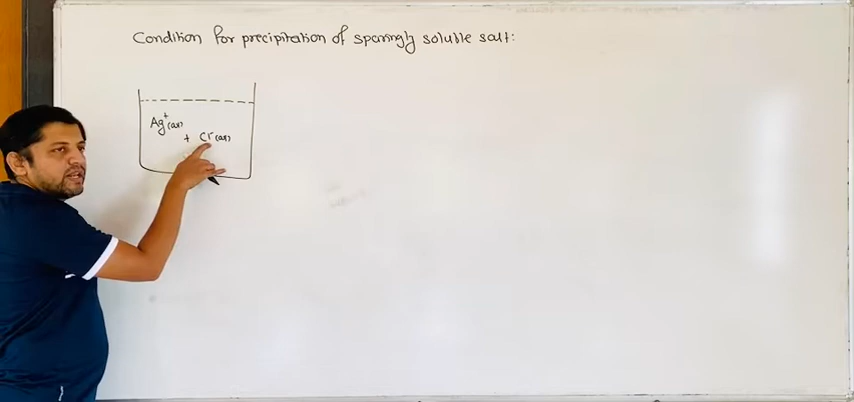 Condition for precipitation of sparingly soluble salt:
Ag⁺(aq)
+ Cl⁻(aq)